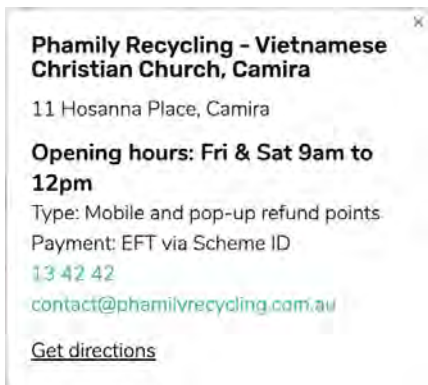 Phamily Recycling - Vietnamese
Christian Church, Camira
11 Hosanna Place, Camira
Opening hours: Fri & Sat 9am to
12pm
Type: Mobile and pop-up refund points
Payment: EFT via Scheme ID
13 42 42
contact@phamilyrecycling.com.au
Get directions